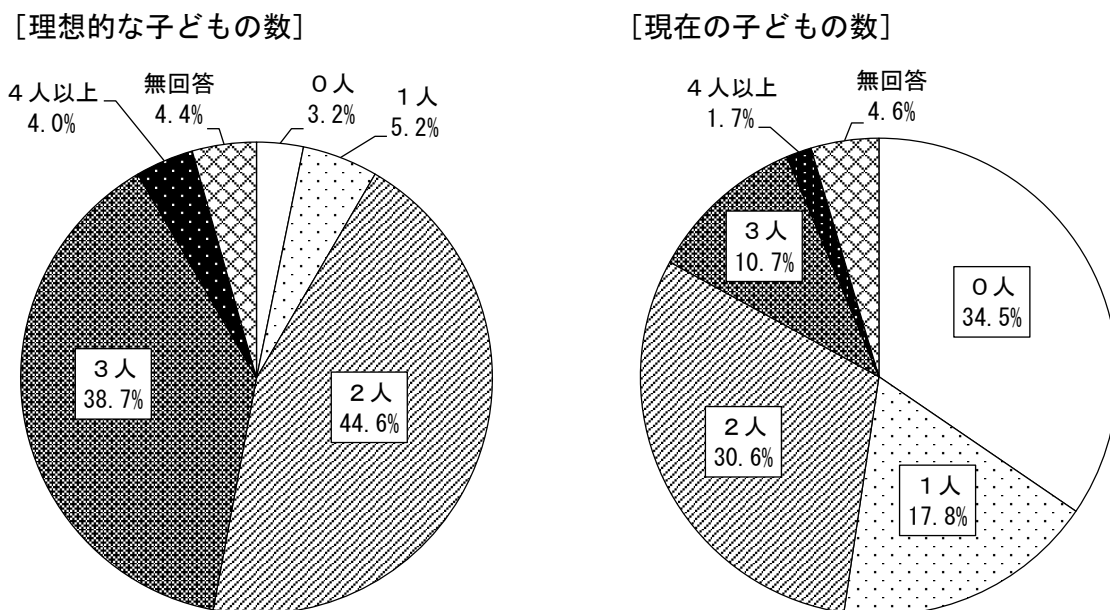 [理想的な子どもの数]
[現在の子どもの数]
4人以上
4.0%
無回答
4.4%
0人
3.2%
1人
5.2%
2人
44.6%
3人
38.7%
4人以上
1.7%
無回答
4.6%
0人
34.5%
1人
17.8%
2人
30.6%
3人
10.7%